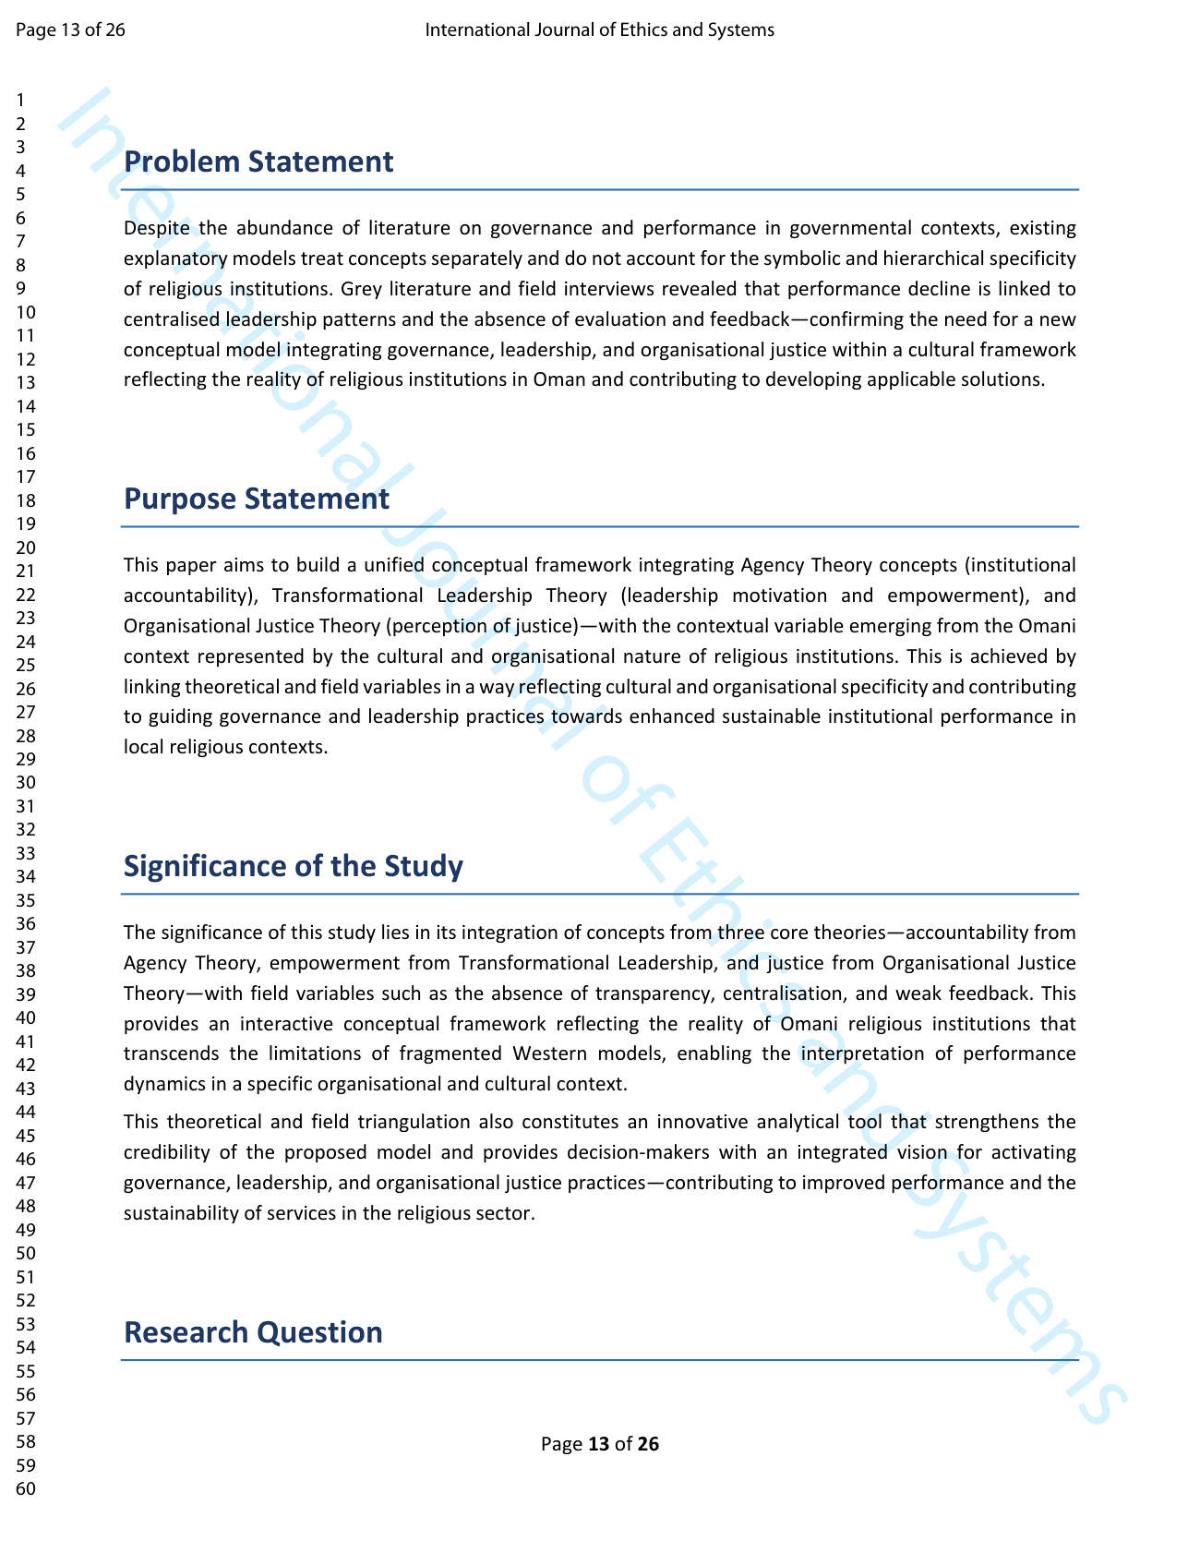 Page 13 of 26
International Journal of Ethics and Systems
1
2
3
4
5
6
7
8
9
10
11
12
13
14
15
16
17
18
19
20
21
22
23
24
25
26
27
28
29
30
31
32
33
34
35
36
37
38
39
40
41
42
43
44
45
46
47
48
49
50
51
52
53
54
55
56
57
58
59
60
Problem Statement
Despite the abundance of literature on governance and performance in governmental contexts, existing
explanatory models treat concepts separately and do not account for the symbolic and hierarchical specificity
of religious institutions. Grey literature and field interviews revealed that performance decline is linked to
centralised leadership patterns and the absence of evaluation and feedback—confirming the need for a new
conceptual model integrating governance, leadership, and organisational justice within a cultural framework
reflecting the reality of religious institutions in Oman and contributing to developing applicable solutions.
Purpose Statement
This paper aims to build a unified conceptual framework integrating Agency Theory concepts (institutional
accountability), Transformational Leadership Theory (leadership motivation and empowerment), and
Organisational Justice Theory (perception of justice)—with the contextual variable emerging from the Omani
context represented by the cultural and organisational nature of religious institutions. This is achieved by
linking theoretical and field variables in a way reflecting cultural and organisational specificity and contributing
to guiding governance and leadership practices towards enhanced sustainable institutional performance in
local religious contexts.
Significance of the Study
The significance of this study lies in its integration of concepts from three core theories—accountability from
Agency Theory, empowerment from Transformational Leadership, and justice from Organisational Justice
Theory—with field variables such as the absence of transparency, centralisation, and weak feedback. This
provides an interactive conceptual framework reflecting the reality of Omani religious institutions that
transcends the limitations of fragmented Western models, enabling the interpretation of performance
dynamics in a specific organisational and cultural context.
This theoretical and field triangulation also constitutes an innovative analytical tool that strengthens the
credibility of the proposed model and provides decision-makers with an integrated vision for activating
governance, leadership, and organisational justice practices—contributing to improved performance and the
sustainability of services in the religious sector.
Research Question
Page 13 of 26
International Journal of Ethics and Systems